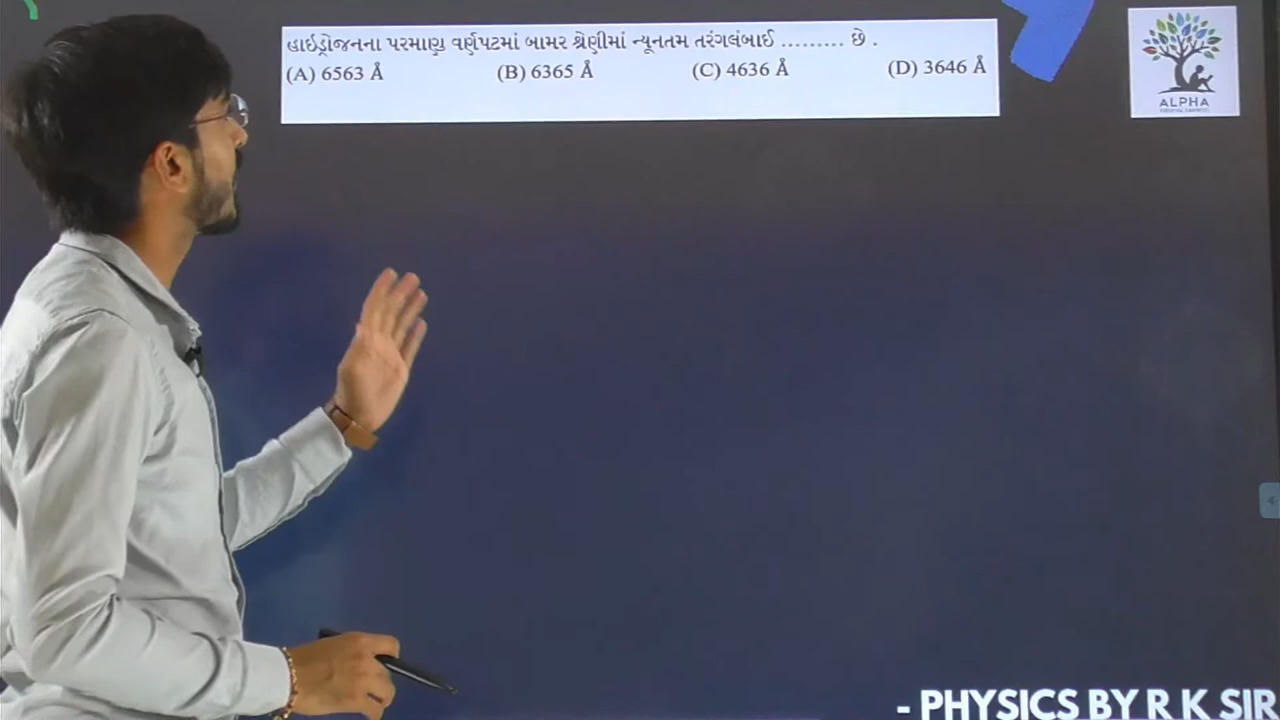 હાઇડ્રોજનના પરમાણુ વર્ણપટમાં બામર શ્રેણીમાં ન્યૂનતમ તરંગલંબાઈ ......... છે .
(A) 6563 Å (B) 6365 Å (C) 4636 Å (D) 3646 Å
ALPHA
- PHYSICS BY R K SIR